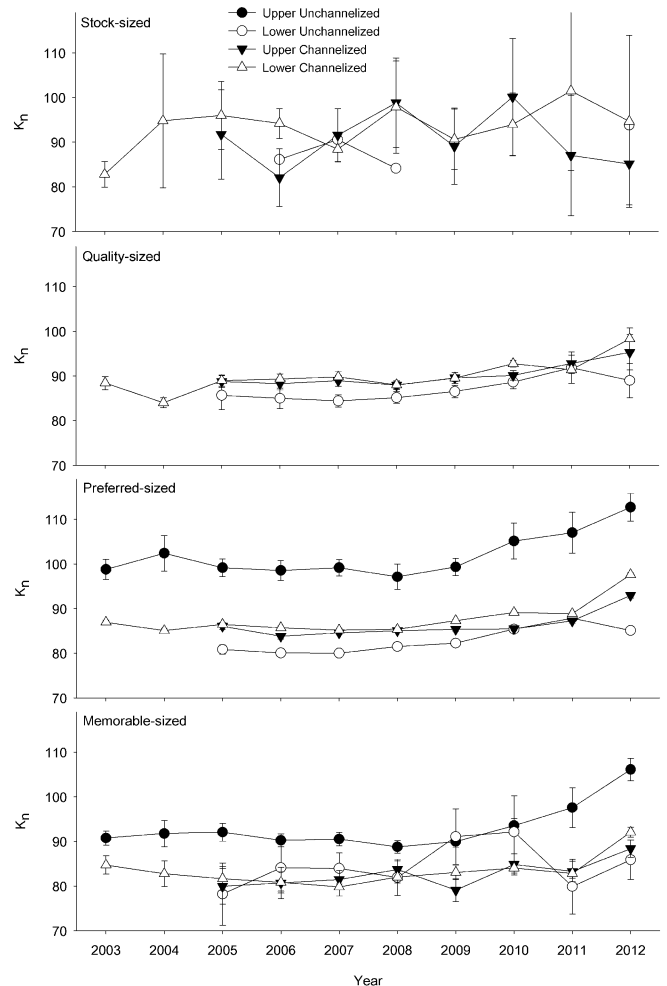 Upper Unchannelized
Stock-sized
Lower Unchannelized
Upper Channelized
Lower Channelized
110
100
90
80
70
Kn
Quality-sized
110
100
90
80
70
Kn
Preferred-sized
110
100
90
80
70
Kn
Memorable-sized
110
100
90
80
70
Kn
2003 2004 2005 2006 2007 2008 2009 2010 2011 2012
Year